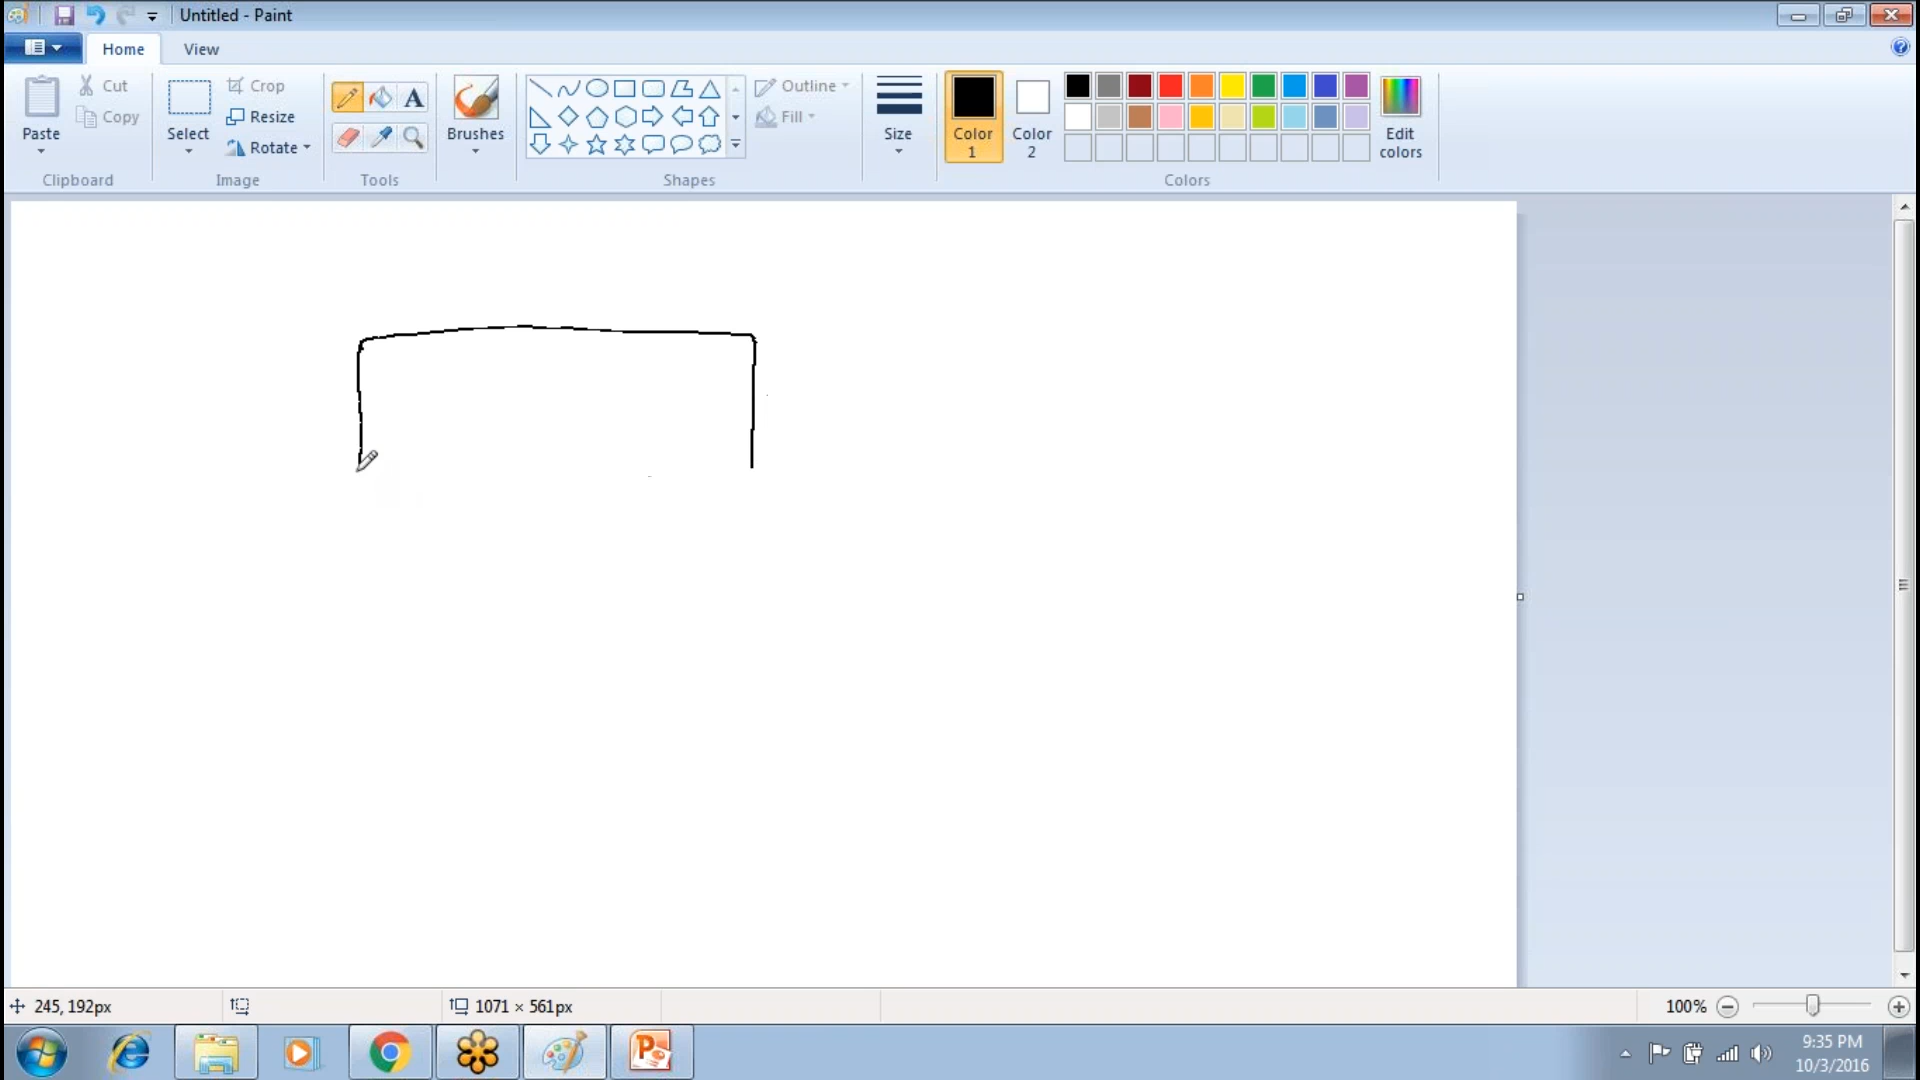 Untitled - Paint
Home View
Paste
Cut
Copy
Clipboard
Select
Crop
Resize
Rotate
Image
A
Tools
Brushes
Shapes
Outline
Fill
Size
Color 1
Color 2
Edit colors
Colors
245, 192px
1071 × 561px
100%
9:35 PM
10/3/2016